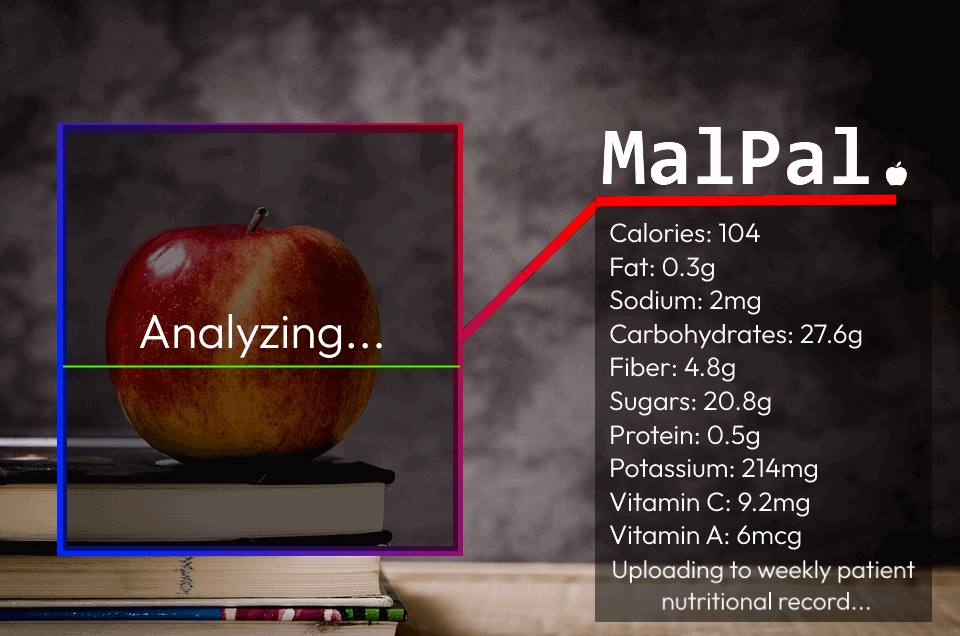 Analyzing...
MalPal.
Calories: 104
Fat: 0.3g
Sodium: 2mg
Carbohydrates: 27.6g
Fiber: 4.8g
Sugars: 20.8g
Protein: 0.5g
Potassium: 214mg
Vitamin C: 9.2mg
Vitamin A: 6mcg
Uploading to weekly patient
nutritional record...